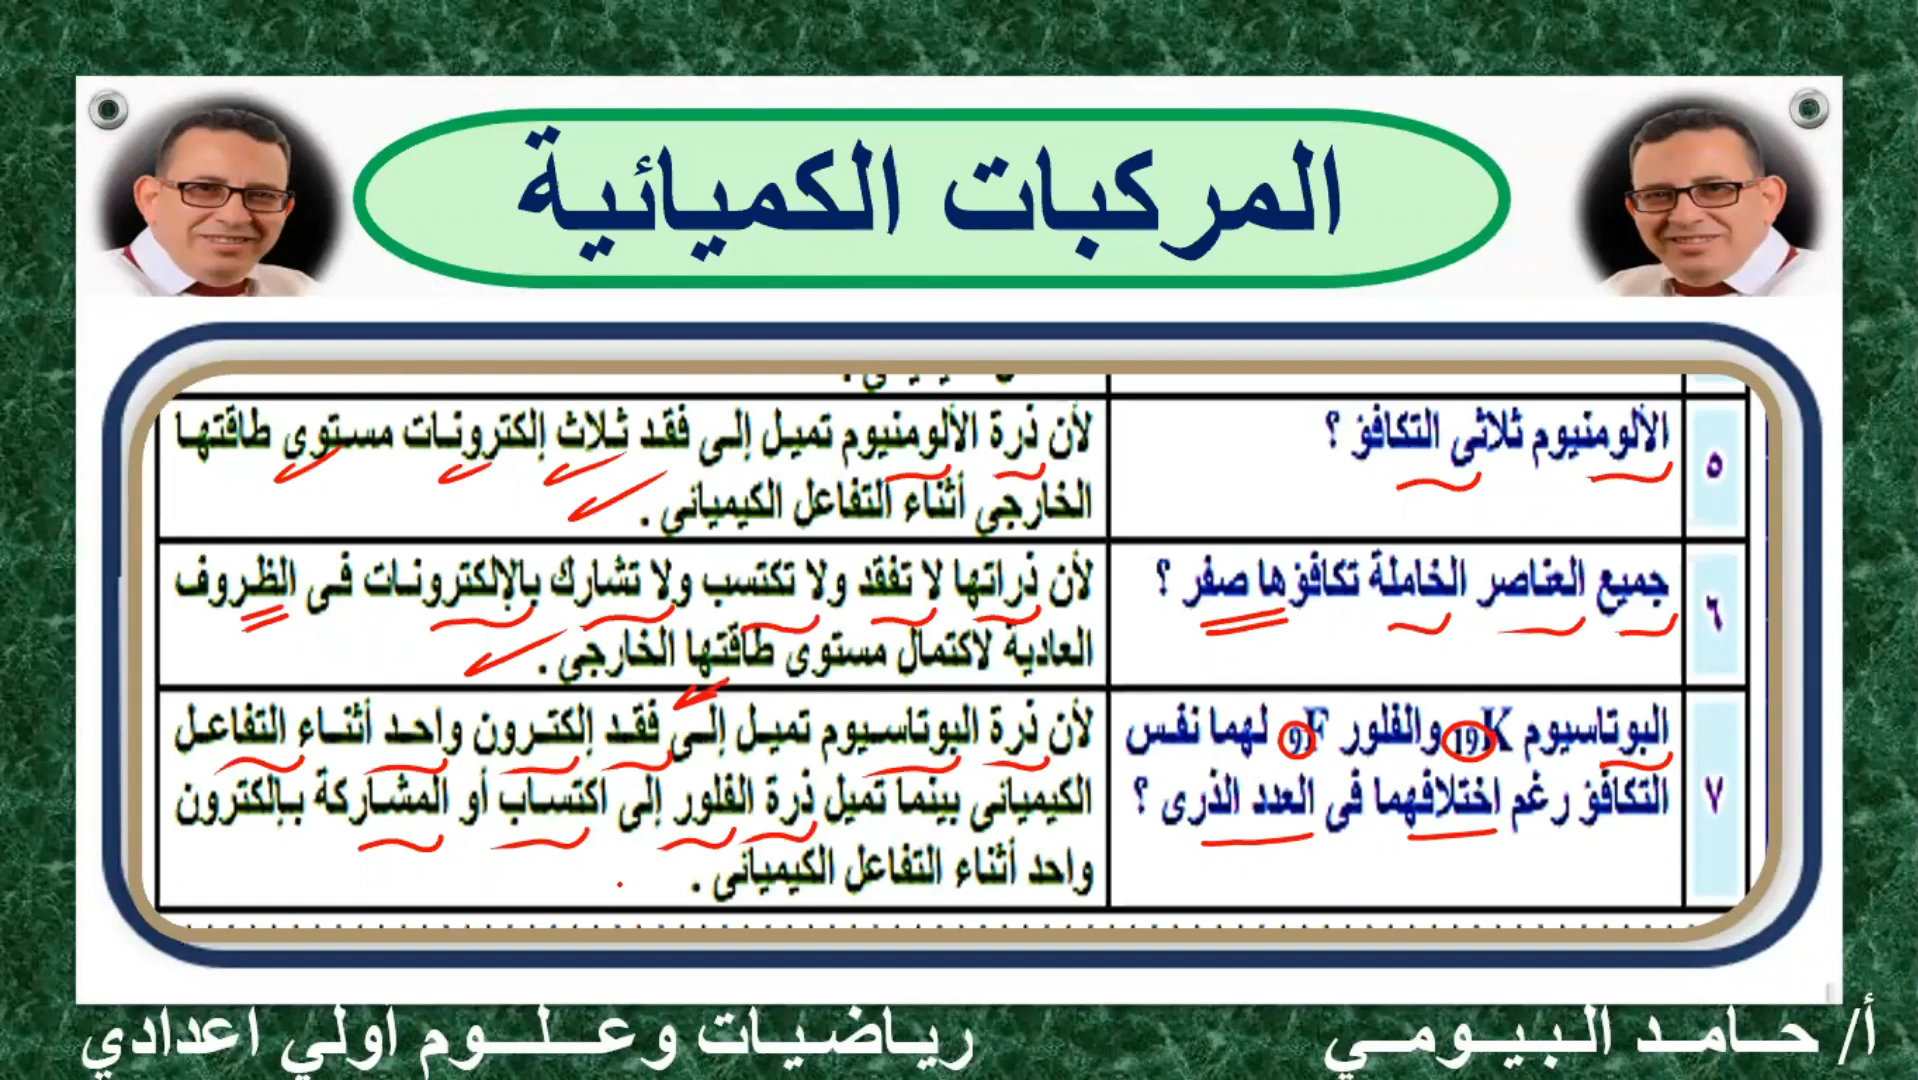 المركبات الكميائية
٥
الألومنيوم ثلاثى التكافؤ ؟
لأن ذرة الألومنيوم تميل إلى فقد ثلاث إلكترونات مستوى طاقتها
الخارجى أثناء التفاعل الكيميائى .
٦
جميع العناصر الخاملة تكافؤها صفر ؟
لأن ذراتها لا تفقد ولا تكتسب ولا تشارك بالإلكترونات فى الظروف
العادية لاكتمال مستوى طاقتها الخارجي .
٧
البوتاسيوم 19K والفلور 9F لهما نفس
التكافؤ رغم اختلافهما فى العدد الذرى ؟
لأن ذرة البوتاسيوم تميل إلى فقد إلكترون واحد أثناء التفاعل
الكيميائى بينما تميل ذرة الفلور إلى اكتساب أو المشاركة بإلكترون
واحد أثناء التفاعل الكيميائى .
أ/ حامد البيومي
رياضيات وعلوم اولي اعدادي